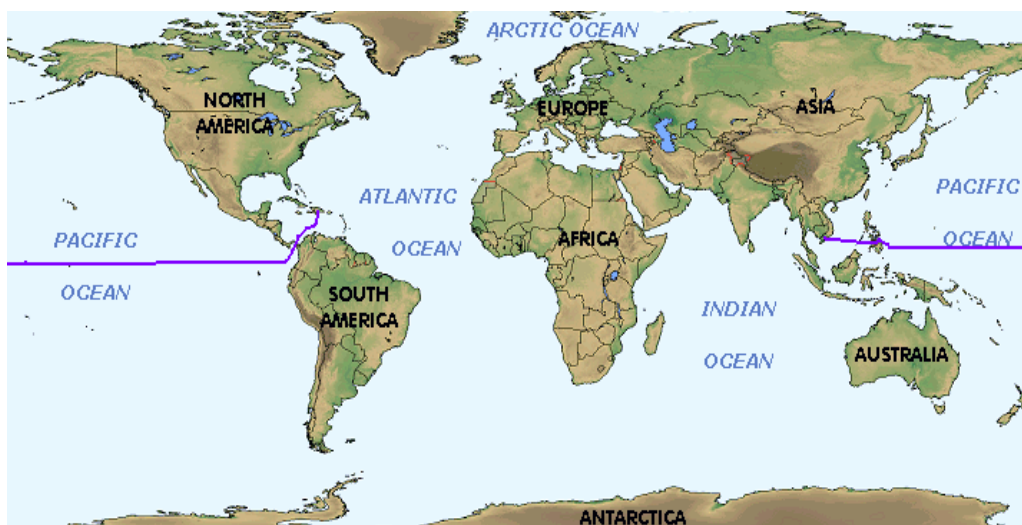 ARCTIC OCEAN
NORTH
AMERICA
EUROPE
ASIA
ATLANTIC
OCEAN
PACIFIC
OCEAN
AFRICA
PACIFIC
OCEAN
SOUTH
AMERICA
INDIAN
OCEAN
AUSTRALIA
ANTARCTICA